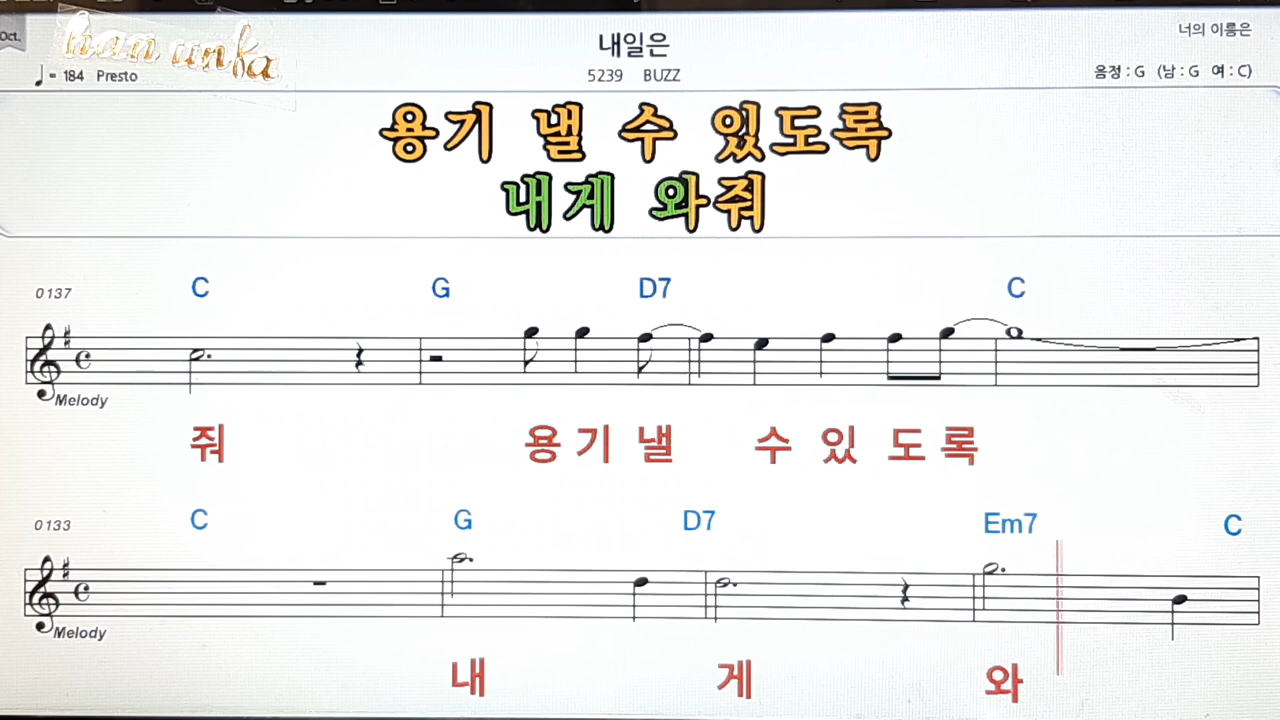 Oct.
han unfa
내일은
너의 이름은
♩ = 184 Presto
5239 BUZZ
음정 : G (남 : G 여 : C)
용기 낼 수 있도록
내게 와줘
C G D7 C
0137
Melody
줘 용기 낼 수 있 도 록
C G D7 Em7 C
0133
Melody
내 게 와